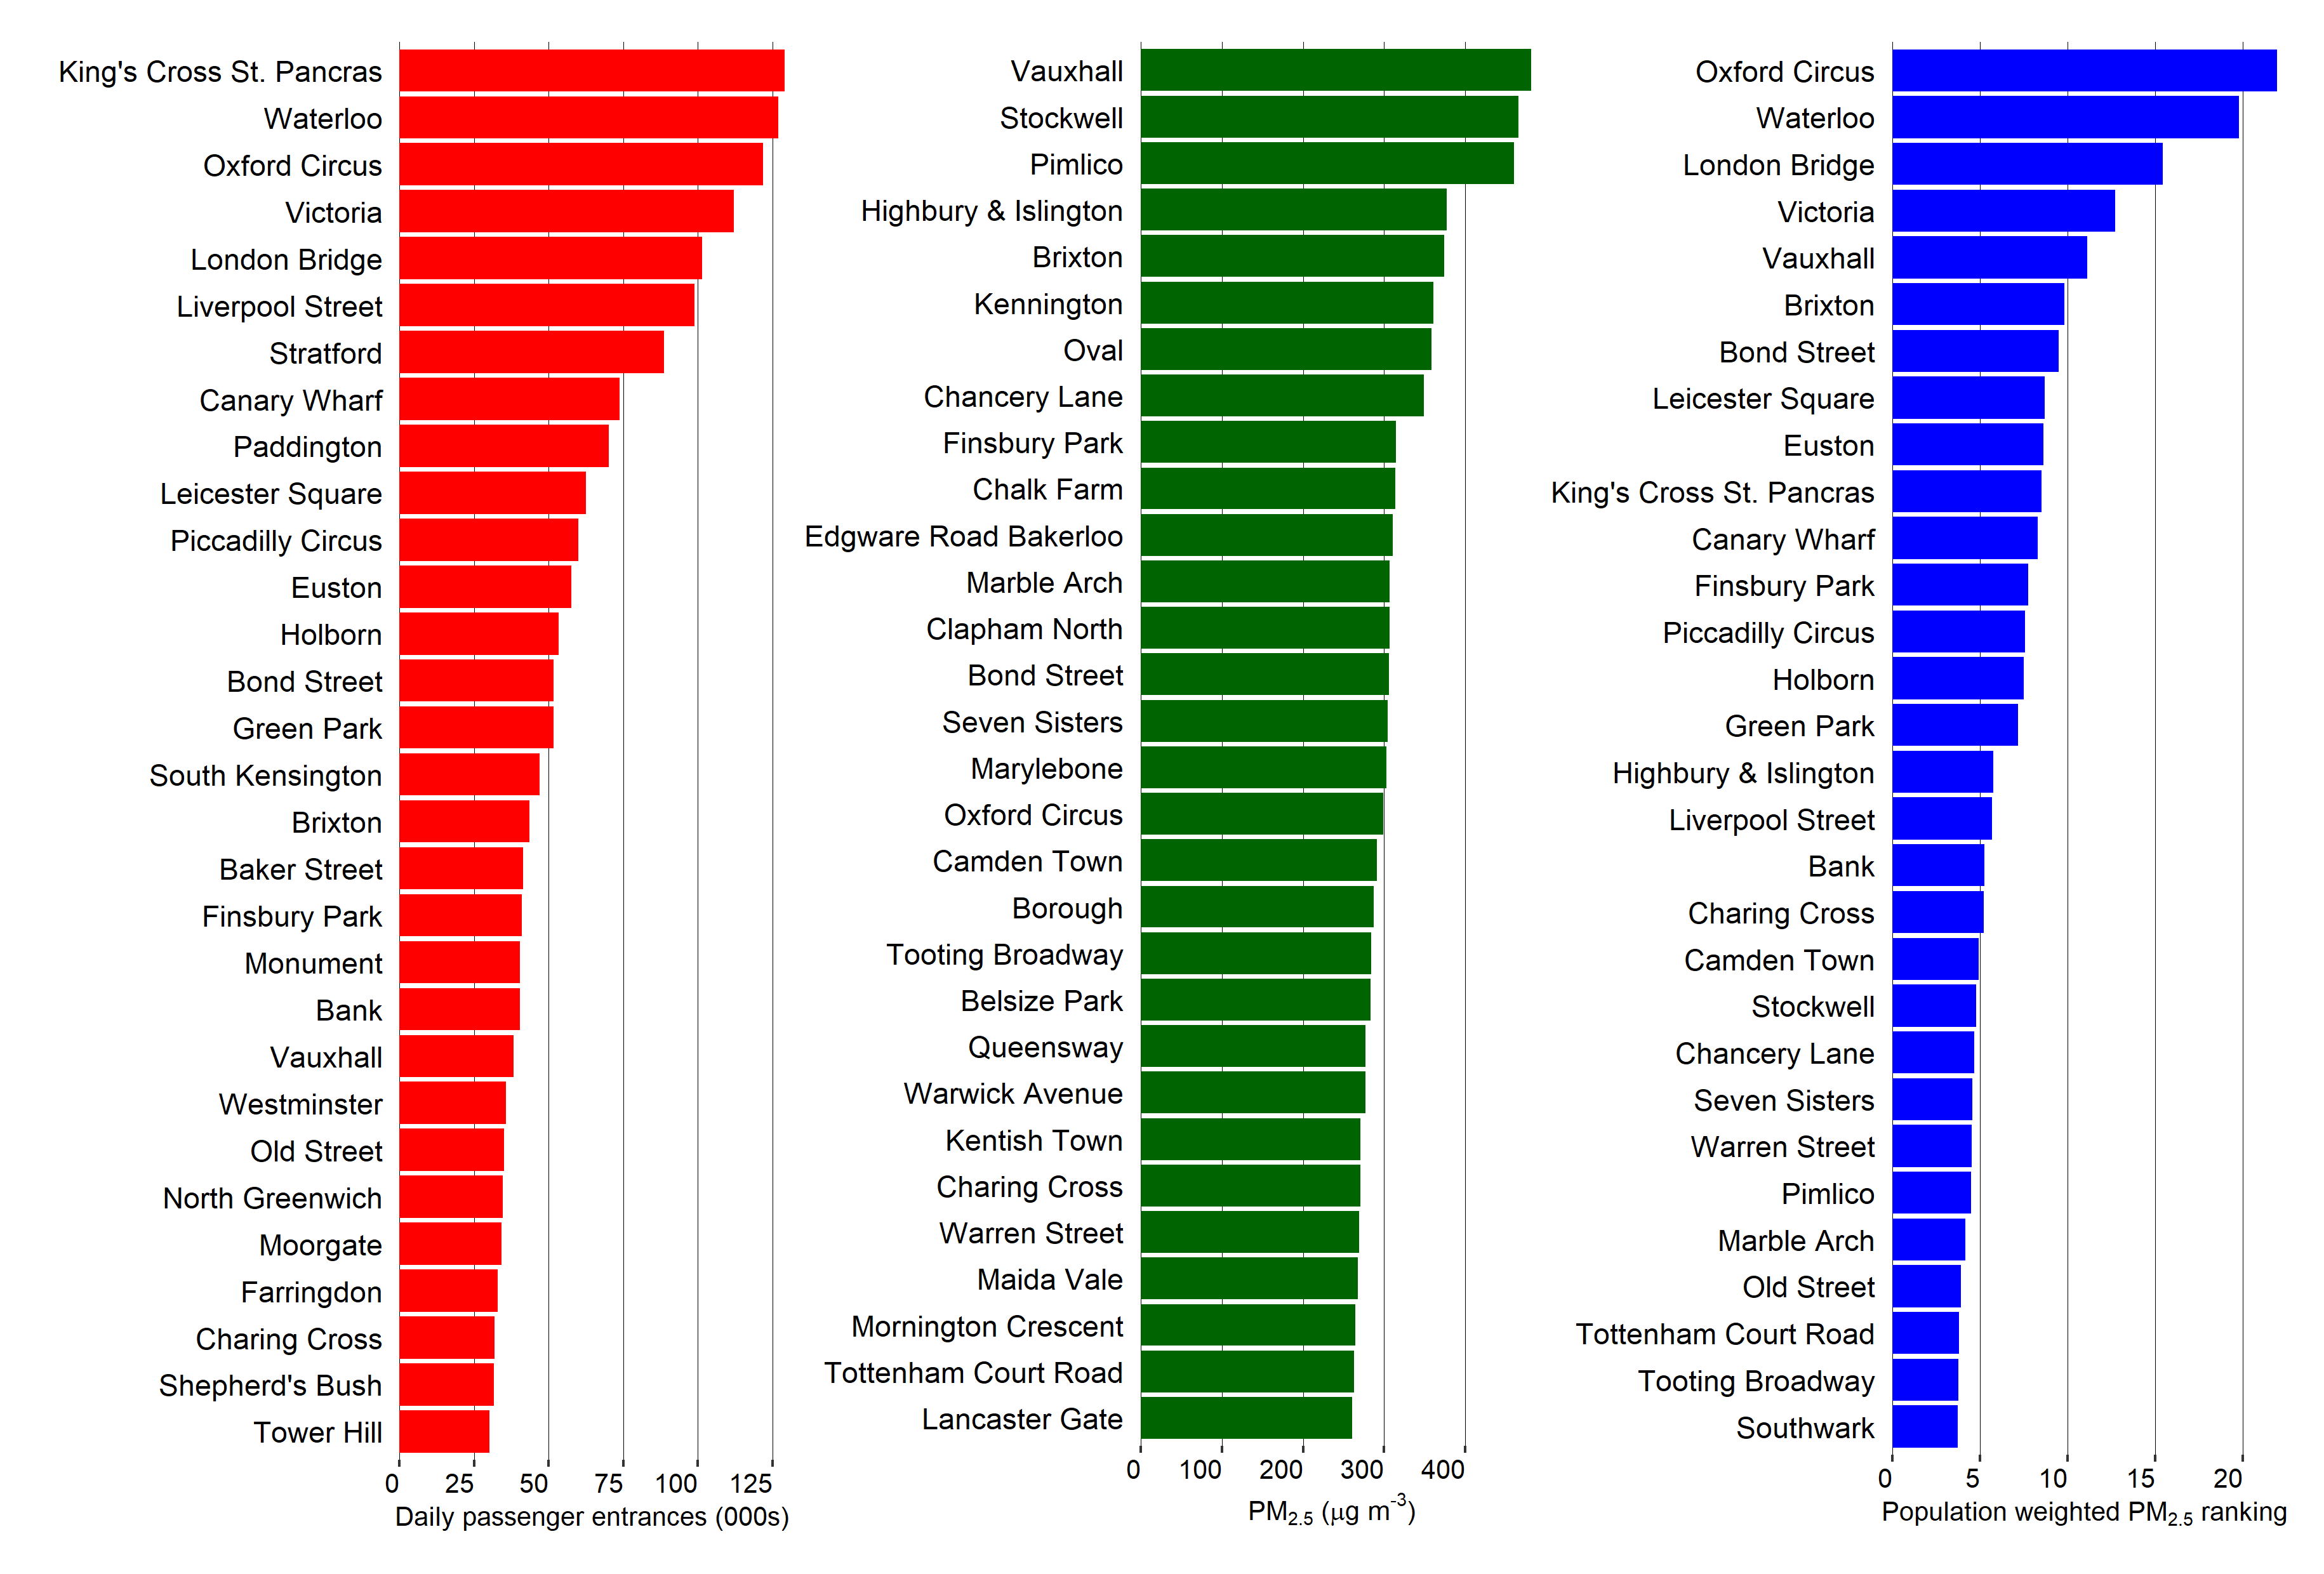 King's Cross St. Pancras
Waterloo
Oxford Circus
Victoria
London Bridge
Liverpool Street
Stratford
Canary Wharf
Paddington
Leicester Square
Piccadilly Circus
Euston
Holborn
Bond Street
Green Park
South Kensington
Brixton
Baker Street
Finsbury Park
Monument
Bank
Vauxhall
Westminster
Old Street
North Greenwich
Moorgate
Farringdon
Charing Cross
Shepherd's Bush
Tower Hill
0 25 50 75 100 125
Daily passenger entrances (000s)
Vauxhall
Stockwell
Pimlico
Highbury & Islington
Brixton
Kennington
Oval
Chancery Lane
Finsbury Park
Chalk Farm
Edgware Road Bakerloo
Marble Arch
Clapham North
Bond Street
Seven Sisters
Marylebone
Oxford Circus
Camden Town
Borough
Tooting Broadway
Belsize Park
Queensway
Warwick Avenue
Kentish Town
Charing Cross
Warren Street
Maida Vale
Mornington Crescent
Tottenham Court Road
Lancaster Gate
0 100 200 300 400
PM2.5 (μg m-3)
Oxford Circus
Waterloo
London Bridge
Victoria
Vauxhall
Brixton
Bond Street
Leicester Square
Euston
King's Cross St. Pancras
Canary Wharf
Finsbury Park
Piccadilly Circus
Holborn
Green Park
Highbury & Islington
Liverpool Street
Bank
Charing Cross
Camden Town
Stockwell
Chancery Lane
Seven Sisters
Warren Street
Pimlico
Marble Arch
Old Street
Tottenham Court Road
Tooting Broadway
Southwark
0 5 10 15 20
Population weighted PM2.5 ranking